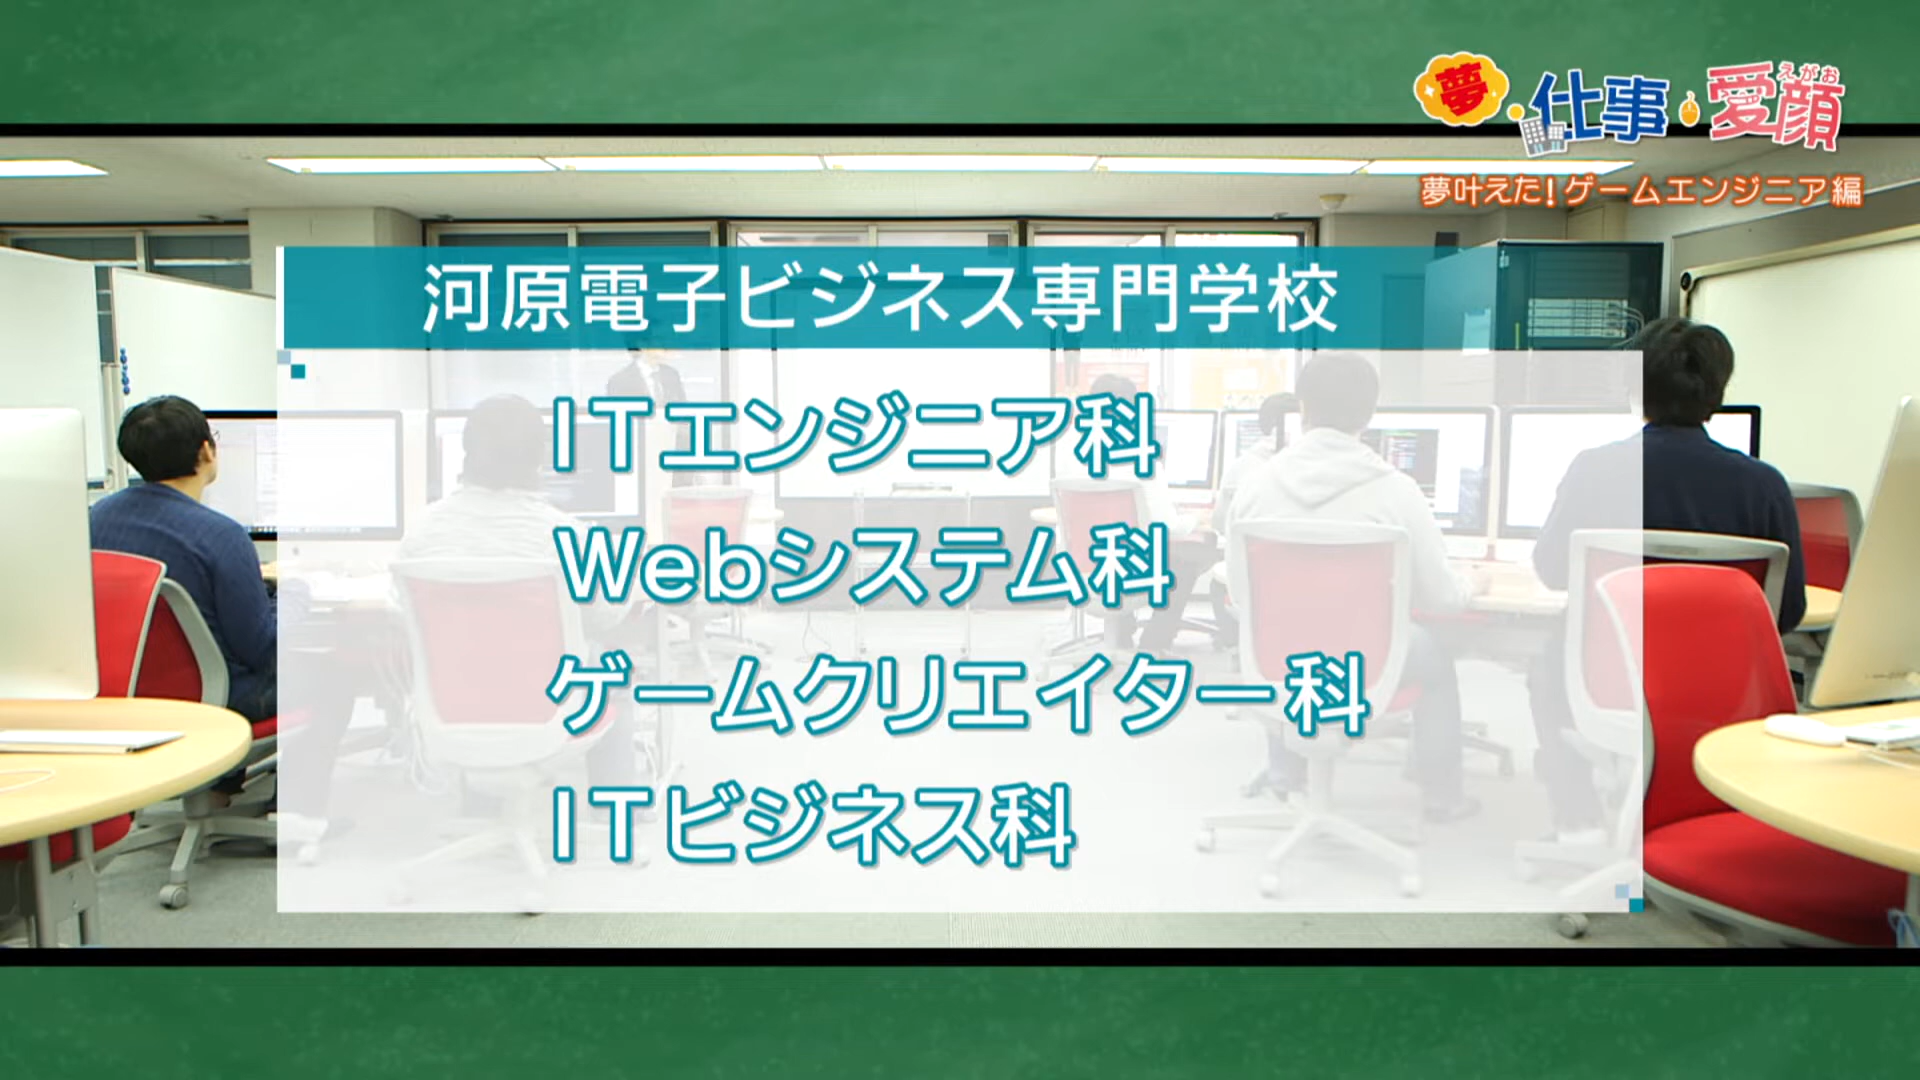 夢・仕事・愛顔
えがお
夢叶えた!ゲームエンジニア編
河原電子ビジネス専門学校
ITエンジニア科
Webシステム科
ゲームクリエイター科
ITビジネス科